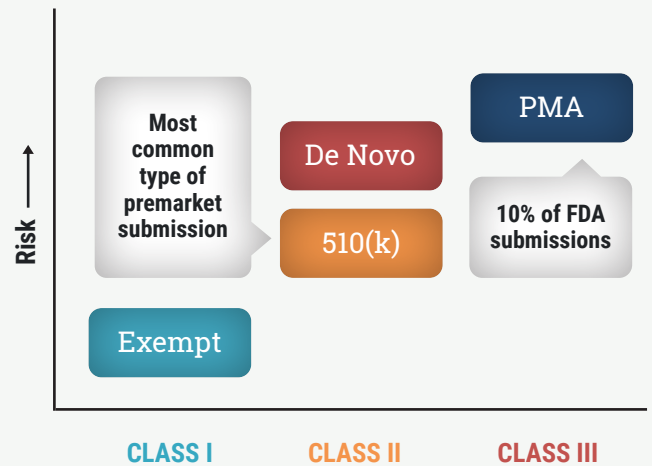 Risk
Most
common
type of
premarket
submission
Exempt
De Novo
510(k)
PMA
10% of FDA
submissions
CLASS I
CLASS II
CLASS III